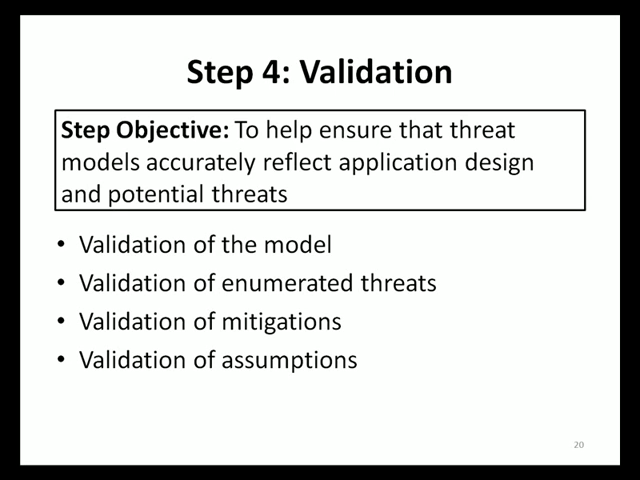 Step 4: Validation
Step Objective: To help ensure that threat
models accurately reflect application design
and potential threats
• Validation of the model
• Validation of enumerated threats
• Validation of mitigations
• Validation of assumptions
20